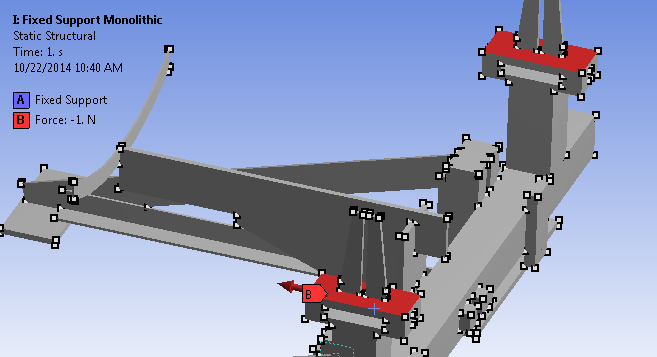 I: Fixed Support Monolithic
Static Structural
Time: 1. s
10/22/2014 10:40 AM
A Fixed Support
B Force: -1. N
B